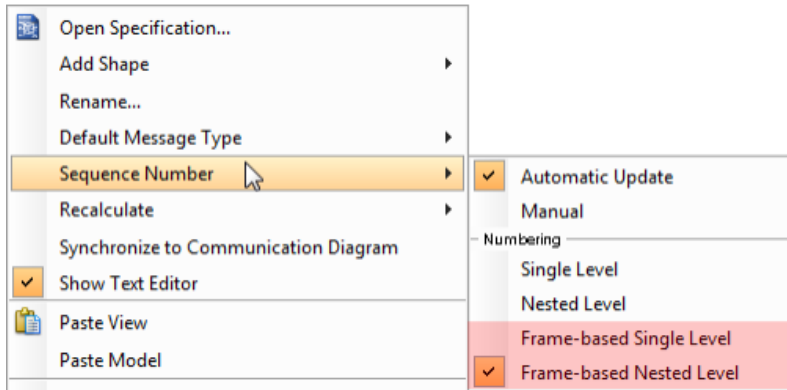 Open Specification...
Add Shape
Rename...
Default Message Type
Sequence Number
Recalculate
Synchronize to Communication Diagram
Show Text Editor
Paste View
Paste Model
Automatic Update
Manual
Numbering
Single Level
Nested Level
Frame-based Single Level
Frame-based Nested Level